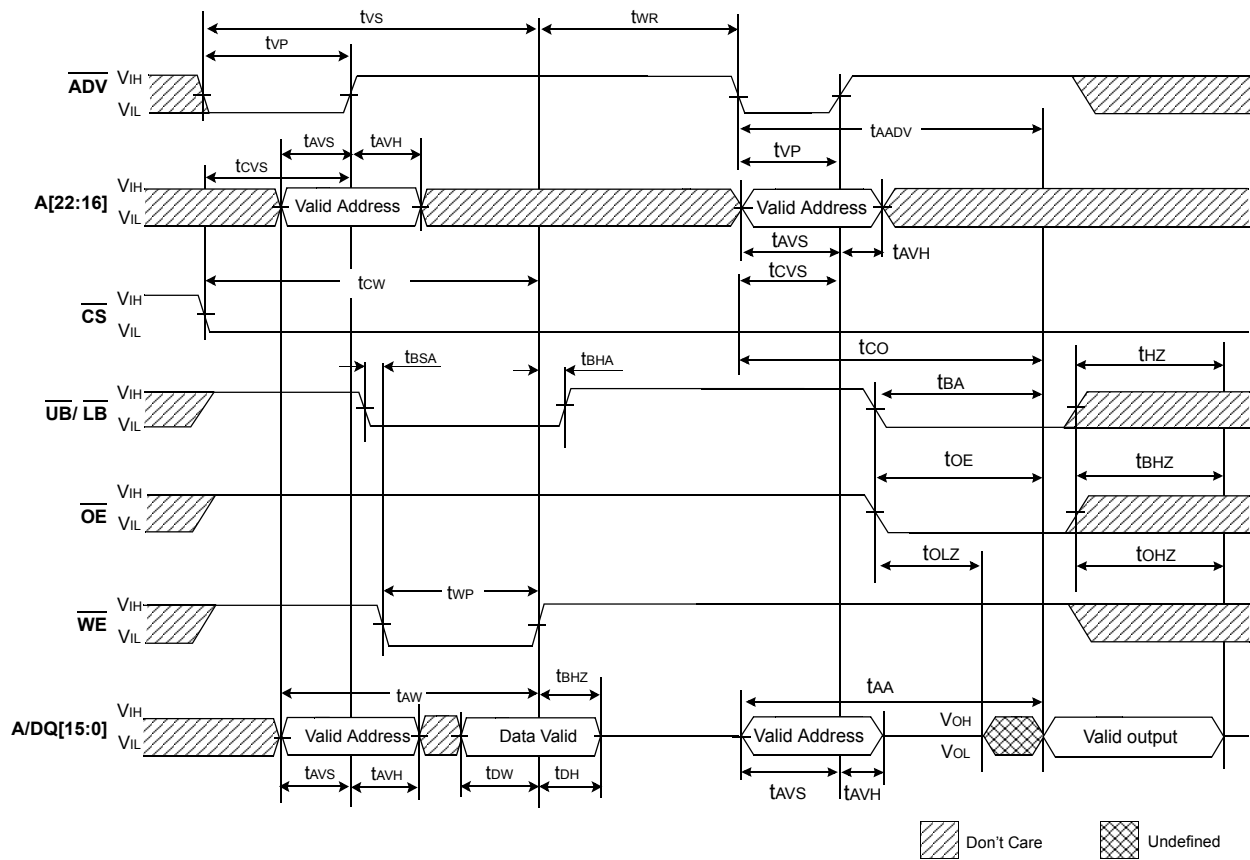 tVS tWR
tVP
ADV VIH
VIL
tAADV
tAVS tAVH tVP
tCVS
A[22:16] VIH
VIL
Valid Address Valid Address
tAVS tAVH
tCW tCVS
CS VIH
VIL
tCO
tBSA tBHA tHZ
tBA
UB/ LB VIH
VIL
tOE tBHZ
OE VIH
VIL
tOLZ tOHZ
tWP
WE VIH
VIL
tAW tBHZ tAA
A/DQ[15:0] VIH
VIL
Valid Address Data Valid Valid Address VOH
VOL
Valid output
tAVS tAVH tDW tDH tAVS tAVH
Don't Care Undefined